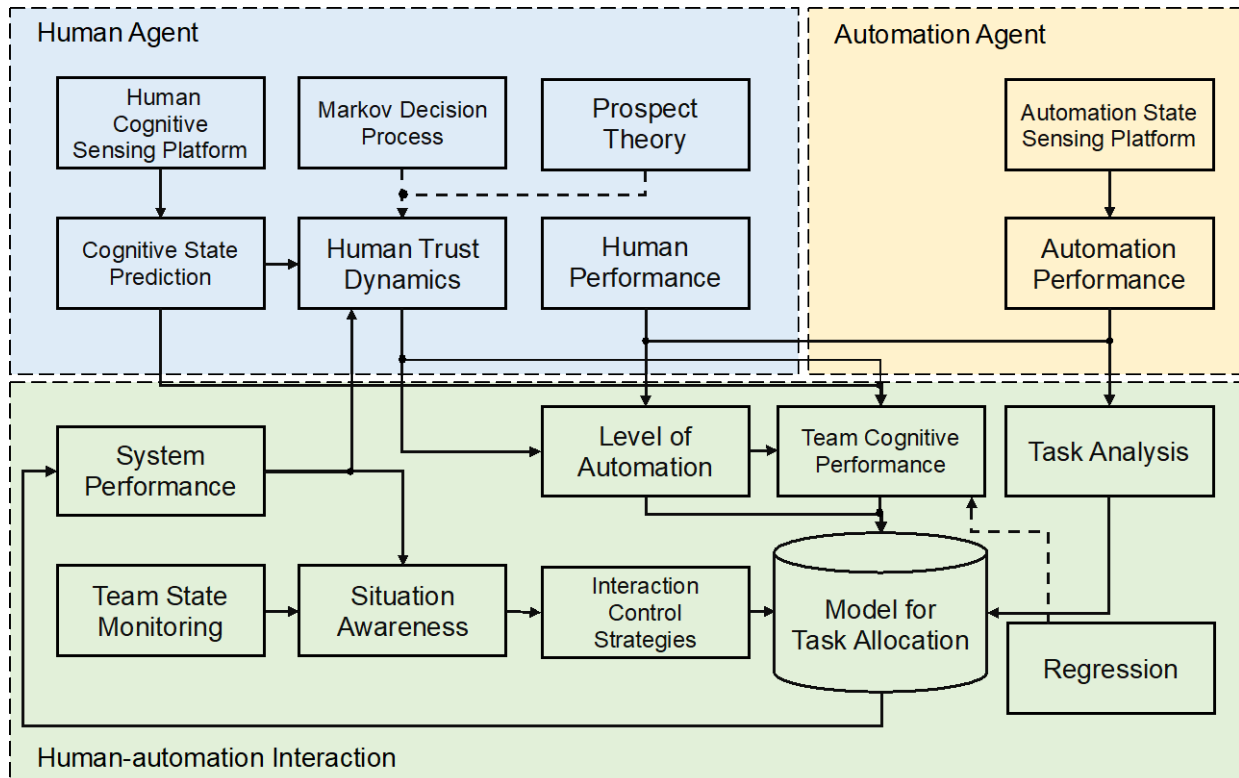 Human Agent
Automation Agent
Human
Cognitive
Sensing Platform
Markov Decision
Process
Prospect
Theory
Automation State
Sensing Platform
Cognitive State
Prediction
Human Trust
Dynamics
Human
Performance
Automation
Performance
System
Performance
Level of
Automation
Team Cognitive
Performance
Task Analysis
Team State
Monitoring
Situation
Awareness
Interaction
Control
Strategies
Model for
Task Allocation
Regression
Human-automation Interaction